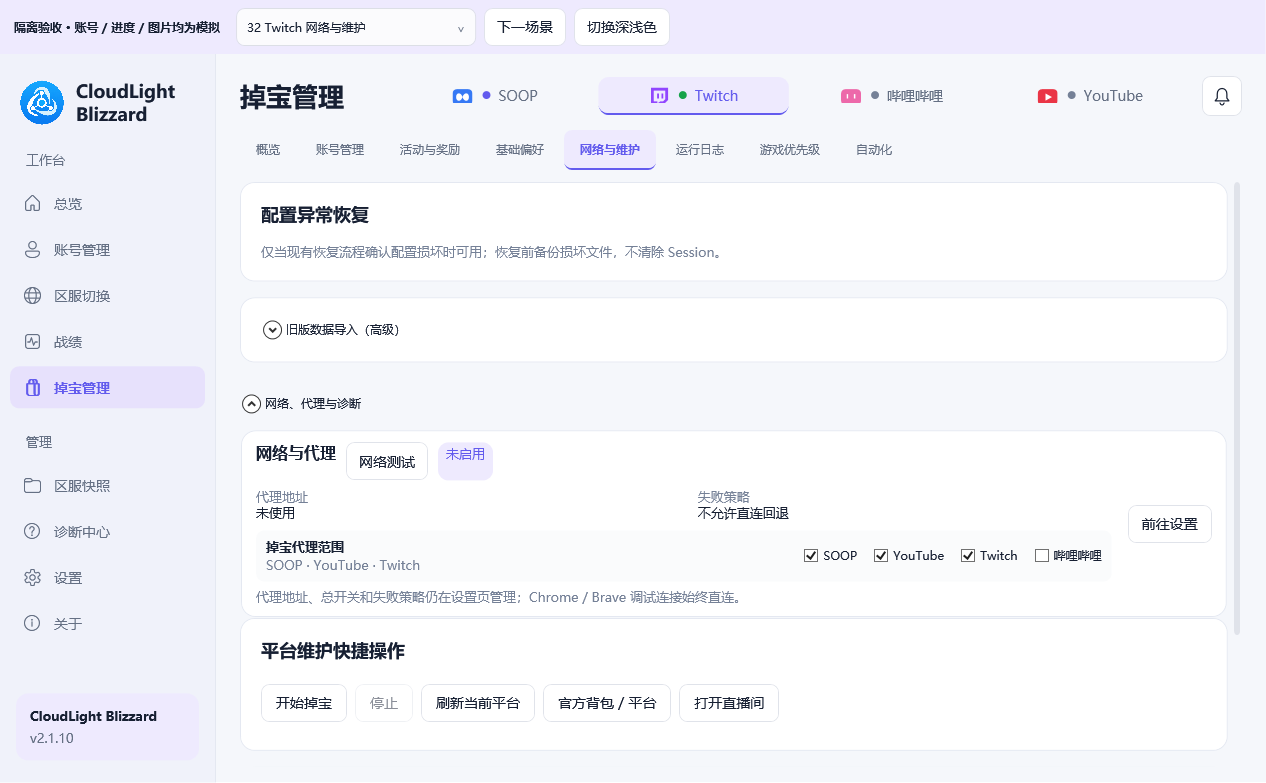 隔离验收 • 账号 / 进度 / 图片均为模拟
32 Twitch 网络与维护
下一场景
切换深浅色
CloudLight
Blizzard
工作台
总览
账号管理
区服切换
战绩
掉宝管理
管理
区服快照
诊断中心
设置
关于
CloudLight Blizzard
v2.1.10
掉宝管理
SOOP
Twitch
哔哩哔哩
YouTube
概览
账号管理
活动与奖励
基础偏好
网络与维护
运行日志
游戏优先级
自动化
配置异常恢复
仅当现有恢复流程确认配置损坏时可用；恢复前备份损坏文件，不清除 Session。
旧版数据导入（高级）
网络、代理与诊断
网络与代理
网络测试
未启用
代理地址
未使用
失败策略
不允许直连回退
前往设置
掉宝代理范围
SOOP · YouTube · Twitch
SOOP
YouTube
Twitch
哔哩哔哩
代理地址、总开关和失败策略仍在设置页管理；Chrome / Brave 调试连接始终直连。
平台维护快捷操作
开始掉宝
停止
刷新当前平台
官方背包 / 平台
打开直播间